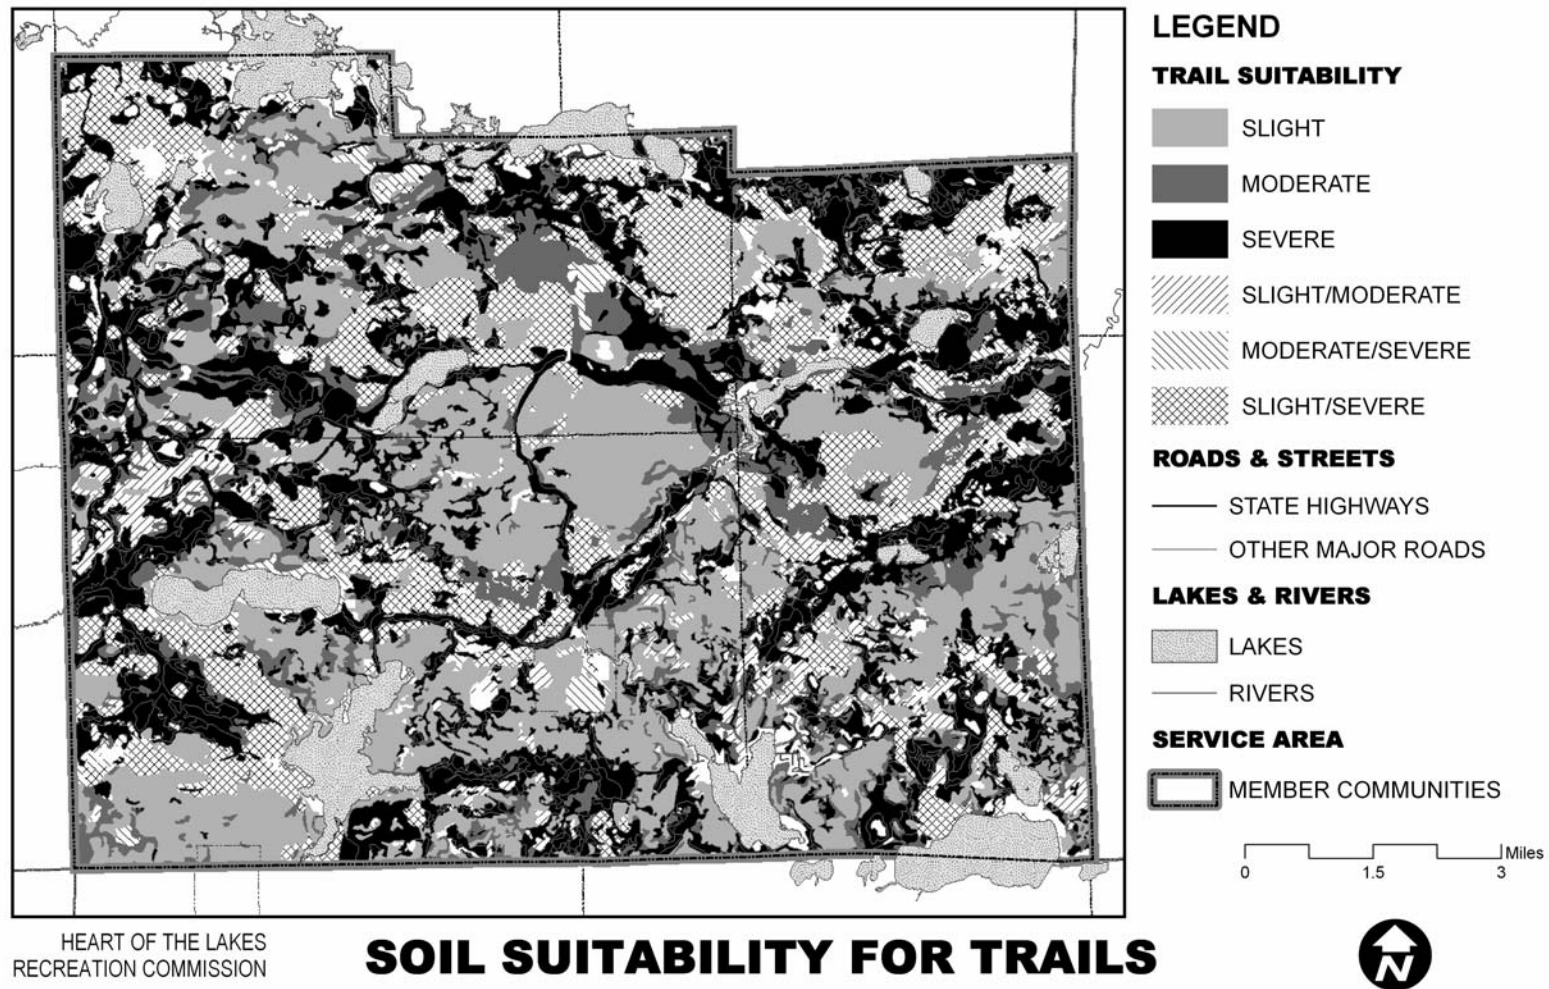 LEGEND
TRAIL SUITABILITY
SLIGHT
MODERATE
SEVERE
SLIGHT/MODERATE
MODERATE/SEVERE
SLIGHT/SEVERE
ROADS & STREETS
STATE HIGHWAYS
OTHER MAJOR ROADS
LAKES & RIVERS
LAKES
RIVERS
SERVICE AREA
MEMBER COMMUNITIES
Miles
0 1.5 3
HEART OF THE LAKES
RECREATION COMMISSION
SOIL SUITABILITY FOR TRAILS
N